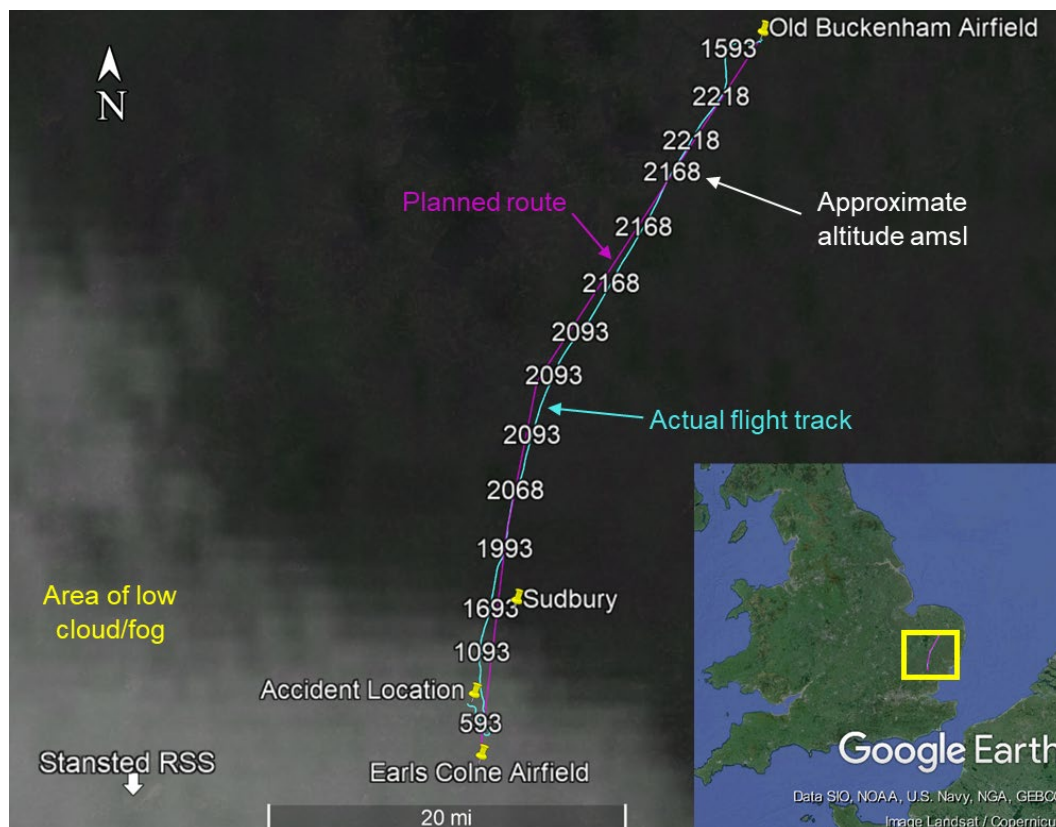 Old Buckenham Airfield
1593
N
2218
2218
2168
Planned route
Approximate
altitude amsl
2168
2168
2093
2093
Actual flight track
2093
2068
1993
Area of low
cloud/fog
1693
Sudbury
1093
Accident Location
593
Stansted RSS
Earls Colne Airfield
20 mi
Google Earth
Data SIO, NOAA, U.S. Navy, NGA, GEBCO
Image Landsat / Copernicu